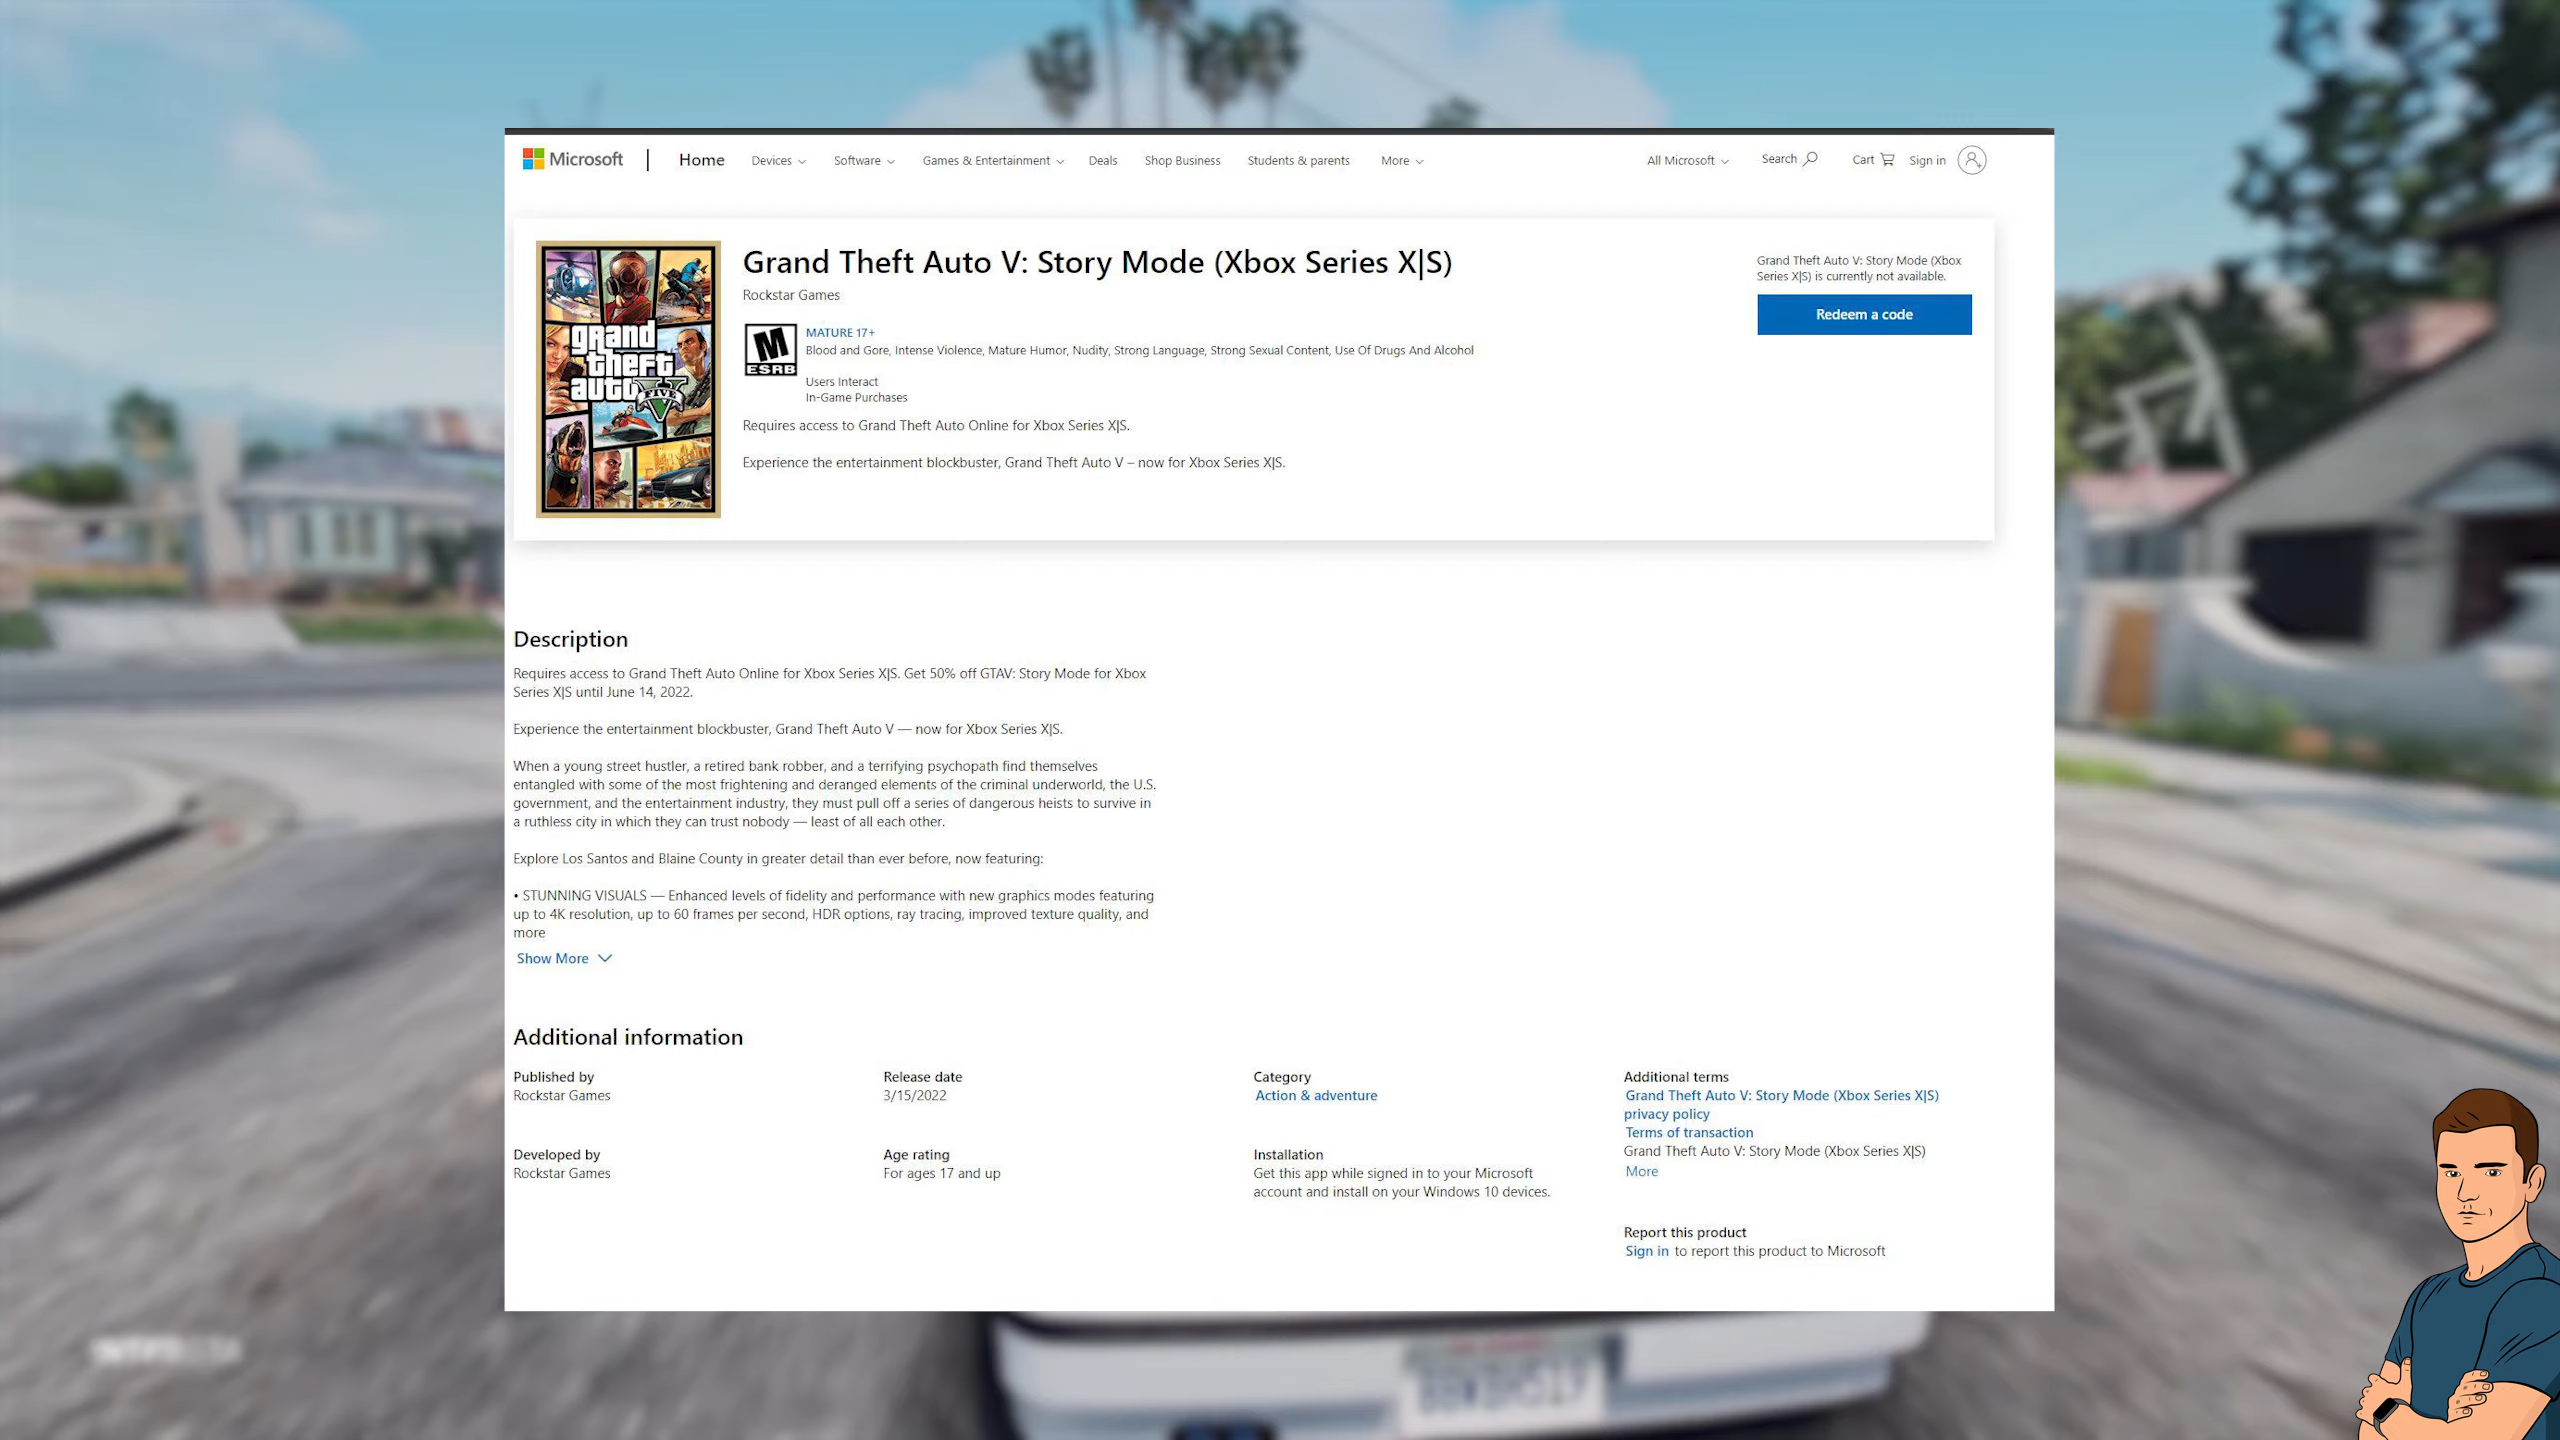 Microsoft
Home
Devices
Software
Games & Entertainment
Deals
Shop Business
Students & parents
More
All Microsoft
Search
Cart
Sign in
grand
theft
auto
FIVE
V
Grand Theft Auto V: Story Mode (Xbox Series X|S)
Rockstar Games
M
ESRB
MATURE 17+
Blood and Gore, Intense Violence, Mature Humor, Nudity, Strong Language, Strong Sexual Content, Use Of Drugs And Alcohol
Users Interact
In-Game Purchases
Requires access to Grand Theft Auto Online for Xbox Series X|S.
Experience the entertainment blockbuster, Grand Theft Auto V – now for Xbox Series X|S.
Grand Theft Auto V: Story Mode (Xbox
Series X|S) is currently not available.
Redeem a code
Description
Requires access to Grand Theft Auto Online for Xbox Series X|S. Get 50% off GTAV: Story Mode for Xbox
Series X|S until June 14, 2022.
Experience the entertainment blockbuster, Grand Theft Auto V — now for Xbox Series X|S.
When a young street hustler, a retired bank robber, and a terrifying psychopath find themselves
entangled with some of the most frightening and deranged elements of the criminal underworld, the U.S.
government, and the entertainment industry, they must pull off a series of dangerous heists to survive in
a ruthless city in which they can trust nobody — least of all each other.
Explore Los Santos and Blaine County in greater detail than ever before, now featuring:
• STUNNING VISUALS — Enhanced levels of fidelity and performance with new graphics modes featuring
up to 4K resolution, up to 60 frames per second, HDR options, ray tracing, improved texture quality, and
more
Show More
Additional information
Published by
Rockstar Games
Release date
3/15/2022
Category
Action & adventure
Additional terms
Grand Theft Auto V: Story Mode (Xbox Series X|S)
privacy policy
Terms of transaction
Grand Theft Auto V: Story Mode (Xbox Series X|S)
More
Developed by
Rockstar Games
Age rating
For ages 17 and up
Installation
Get this app while signed in to your Microsoft
account and install on your Windows 10 devices.
Report this product
Sign in to report this product to Microsoft